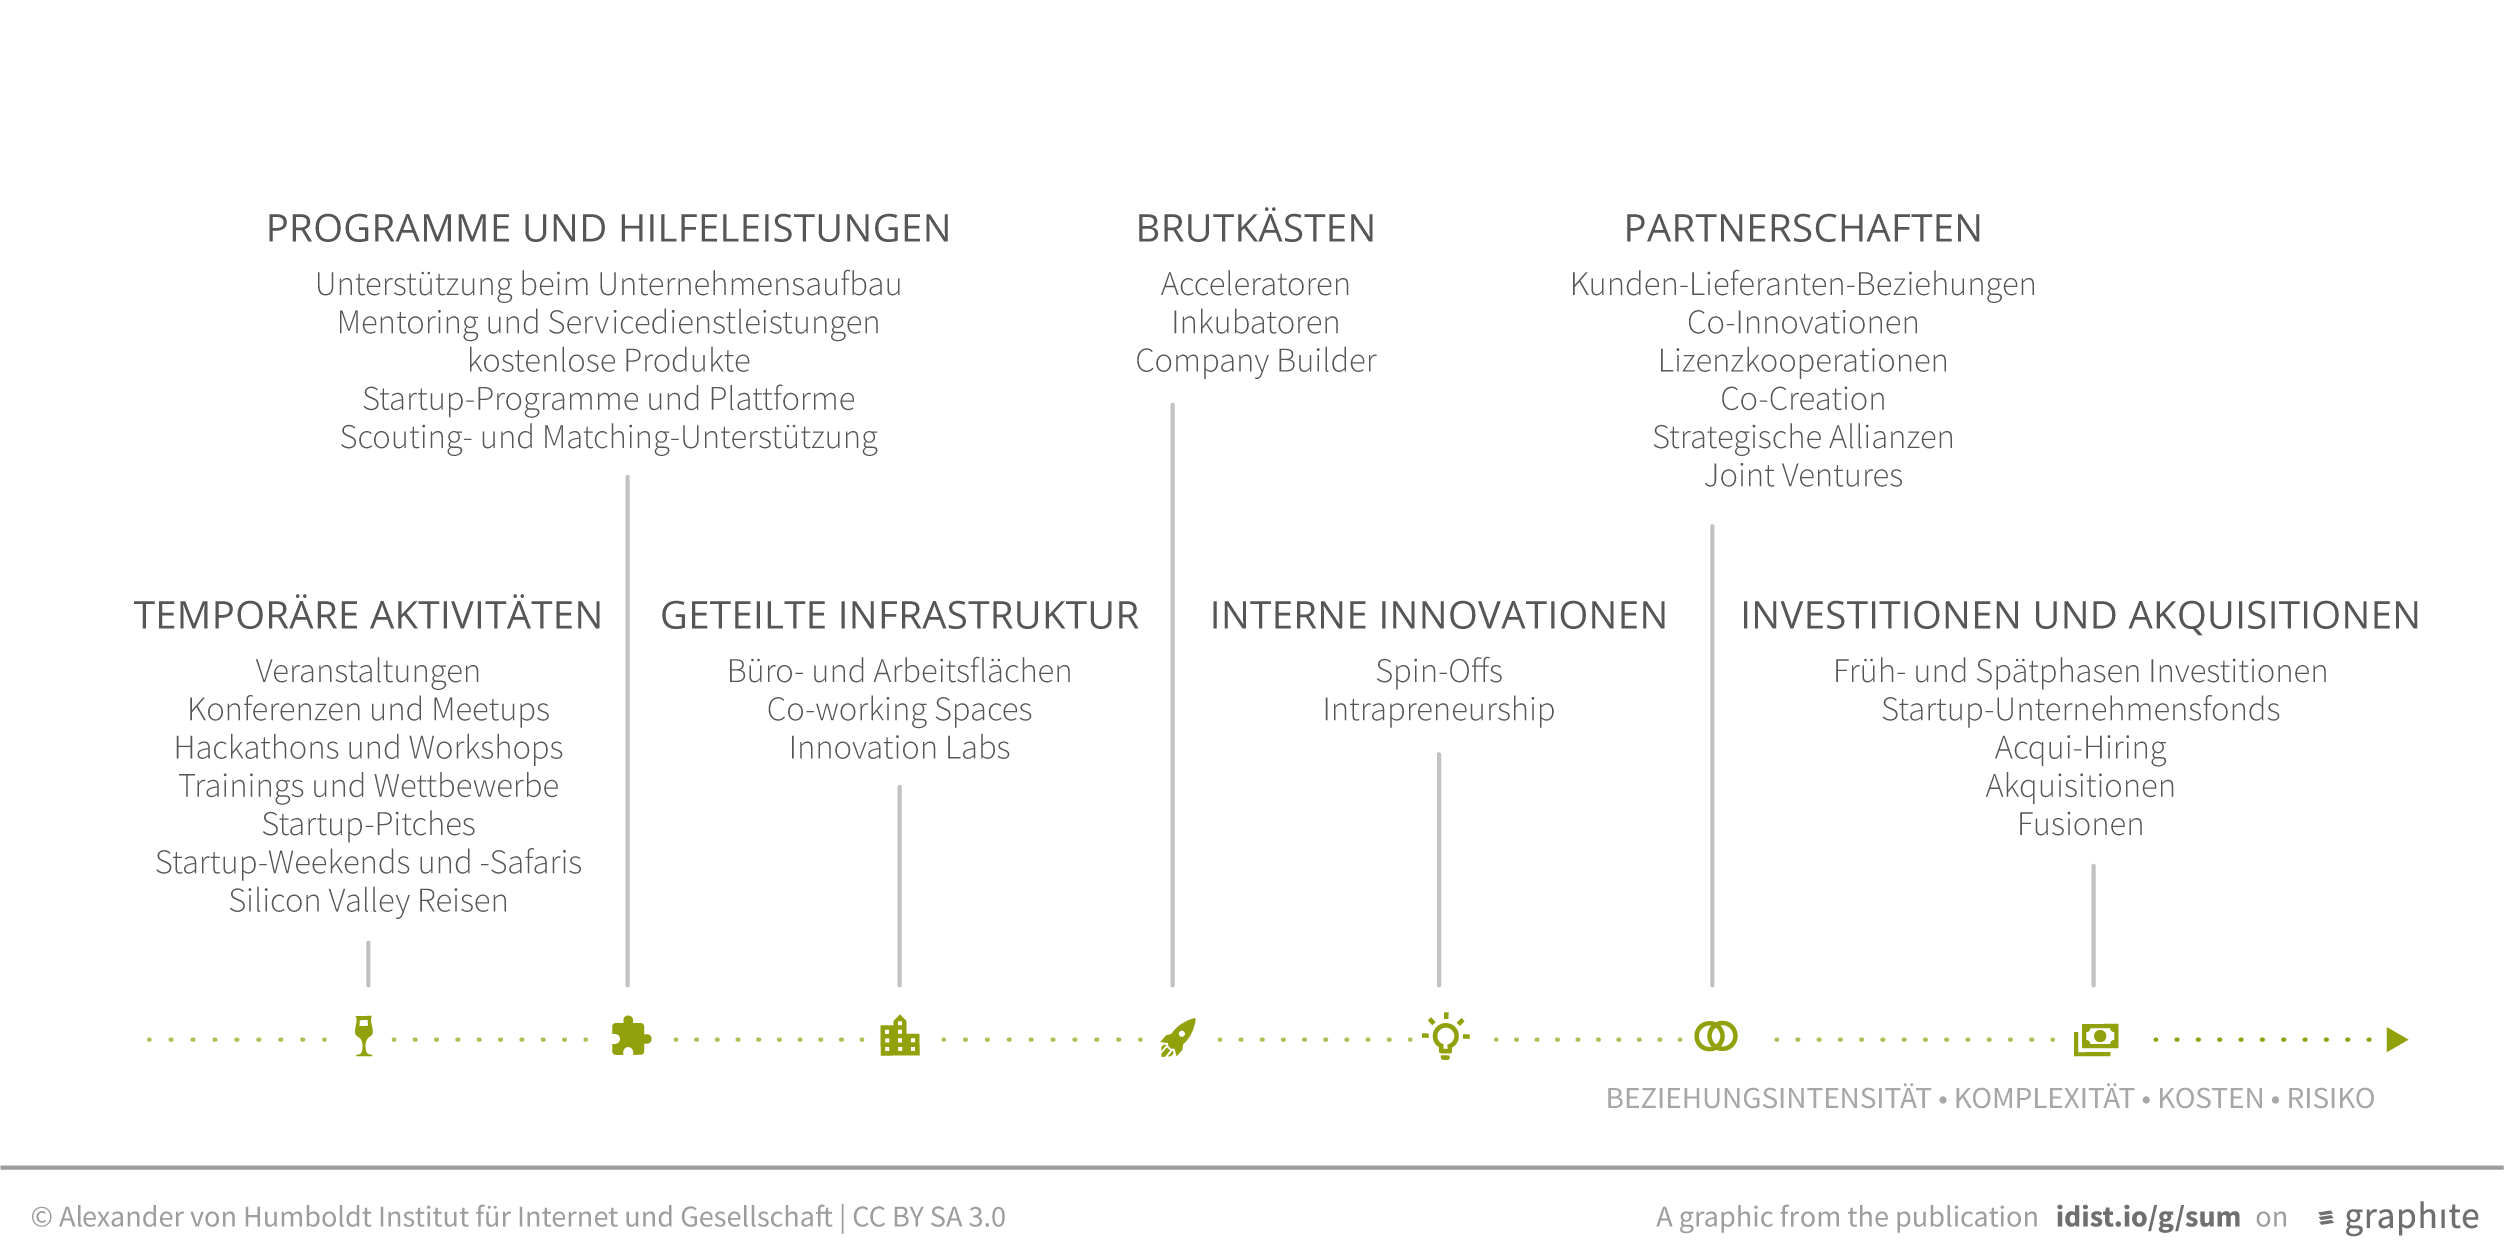 PROGRAMME UND HILFELEISTUNGEN
Unterstützung beim Unternehmensaufbau
Mentoring und Servicedienstleistungen
kostenlose Produkte
Startup-Programme und Plattforme
Scouting- und Matching-Unterstützung
BRUTKÄSTEN
Acceleratoren
Inkubatoren
Company Builder
PARTNERSCHAFTEN
Kunden-Lieferanten-Beziehungen
Co-Innovationen
Lizenzkooperationen
Co-Creation
Strategische Allianzen
Joint Ventures
TEMPORÄRE AKTIVITÄTEN
Veranstaltungen
Konferenzen und Meetups
Hackathons und Workshops
Trainings und Wettbewerbe
Startup-Pitches
Startup-Weekends und -Safaris
Silicon Valley Reisen
GETEILTE INFRASTRUKTUR
Büro- und Arbeitsflächen
Co-working Spaces
Innovation Labs
INTERNE INNOVATIONEN
Spin-Offs
Intrapreneurship
INVESTITIONEN UND AKQUISITIONEN
Früh- und Spätphasen Investitionen
Startup-Unternehmensfonds
Acqui-Hiring
Akquisitionen
Fusionen
BEZIEHUNGSINTENSITÄT • KOMPLEXITÄT • KOSTEN • RISIKO
© Alexander von Humboldt Institut für Internet und Gesellschaft | CC BY SA 3.0
A graphic from the publication idist.io/g/sum on graphite